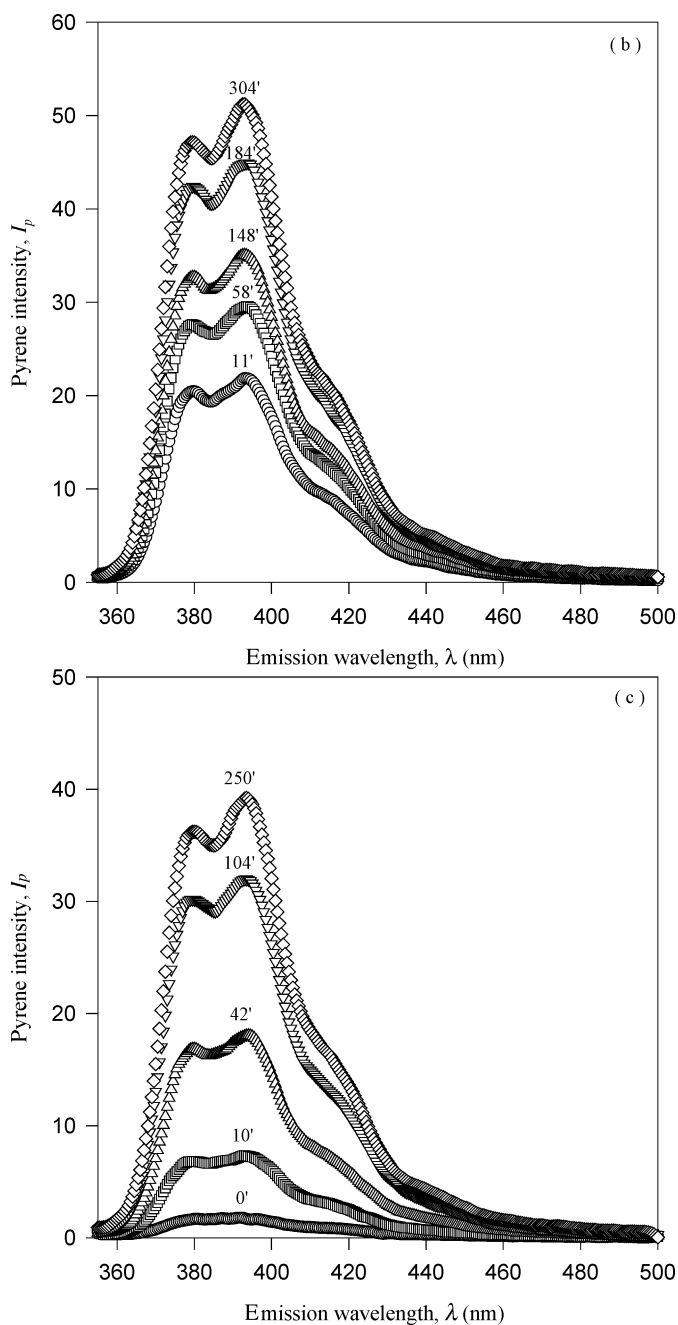 60
( b )
304'
50
184'
40
148'
30
58'
11'
20
10
0
Pyrene intensity, Ip
360 380 400 420 440 460 480 500
Emission wavelength, λ (nm)
50
( c )
250'
40
104'
30
42'
20
10'
10
0'
0
Pyrene intensity, Ip
360 380 400 420 440 460 480 500
Emission wavelength, λ (nm)